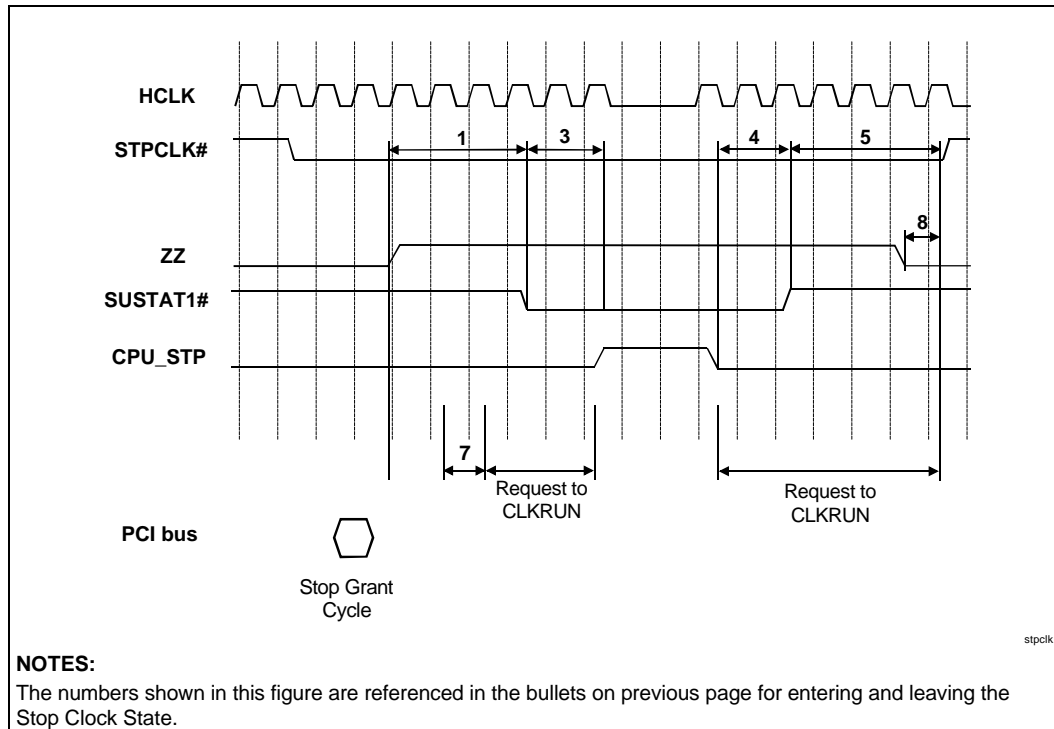 HCLK
STPCLK#
1
3
4
5
8
ZZ
SUSTAT1#
CPU_STP
7
Request to
CLKRUN
Request to
CLKRUN
PCI bus
Stop Grant
Cycle
stpclk
NOTES:
The numbers shown in this figure are referenced in the bullets on previous page for entering and leaving the
Stop Clock State.